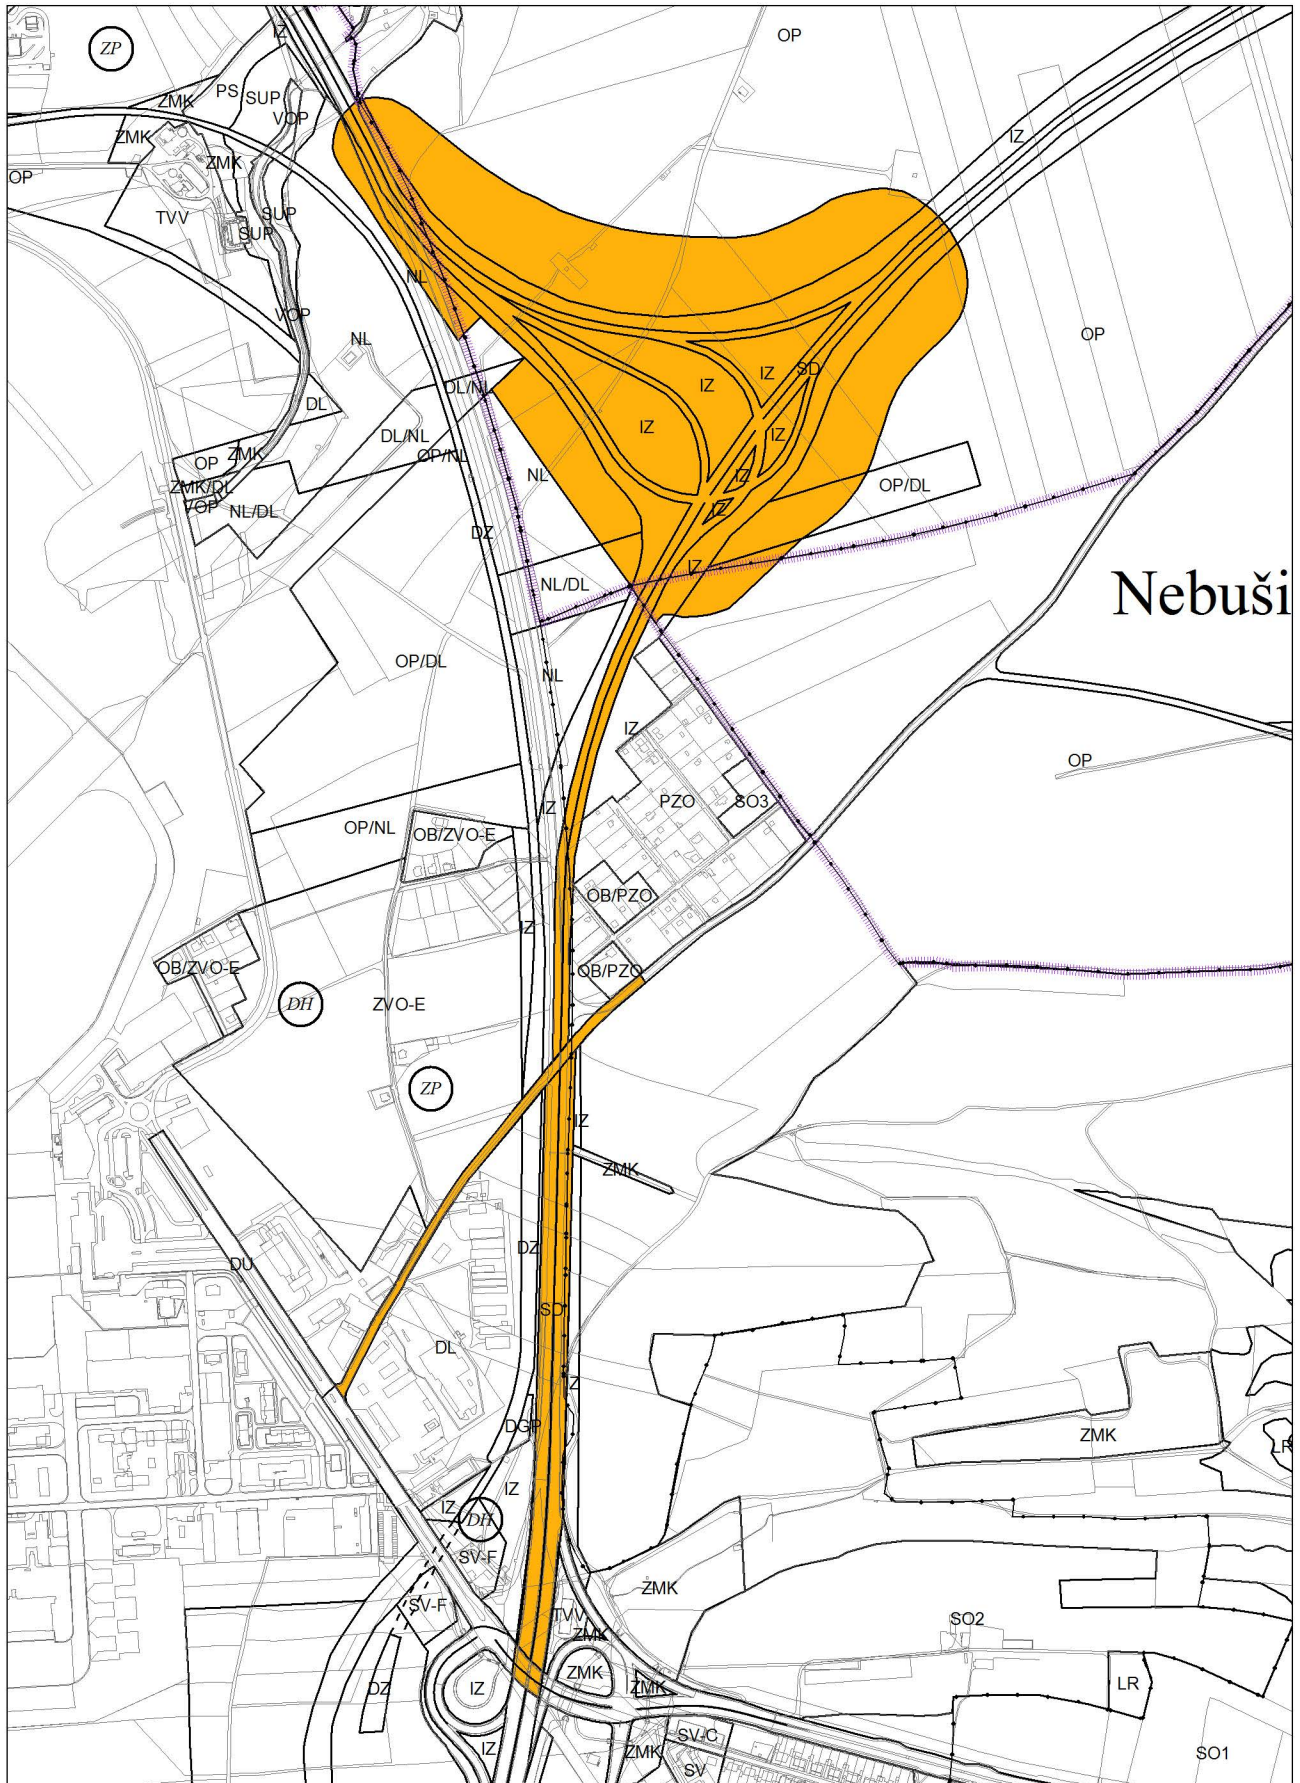 IZ
OP
ZP
PS
SUP
ZMK
VOP
ZMK
IZ
ZMK
OP
TVV
SUP
SUP
NL
VOP
NL
OP
IZ
IZ
SD
DL/NL
DL
IZ
IZ
DL/NL
OP
ZMK
OP/NL
NL
IZ
OP/DL
ZMK/DL
VOP
NL/DL
IZ
DZ
IZ
NL/DL
Nebuši
OP/DL
NL
IZ
OP
PZO
SO3
IZ
OP/NL
OB/ZVO-E
OB/PZO
IZ
OB/ZVO-E
OB/PZO
DH
ZVO-E
ZP
IZ
ZMK
DZ
DU
SD
DL
IZ
DGP
ZMK
LR
IZ
IZ
DH
SV-F
ZMK
SV-F
TVV
SO2
ZMK
ZMK
IZ
DZ
ZMK
LR
SV-C
IZ
ZMK
SO1
SV